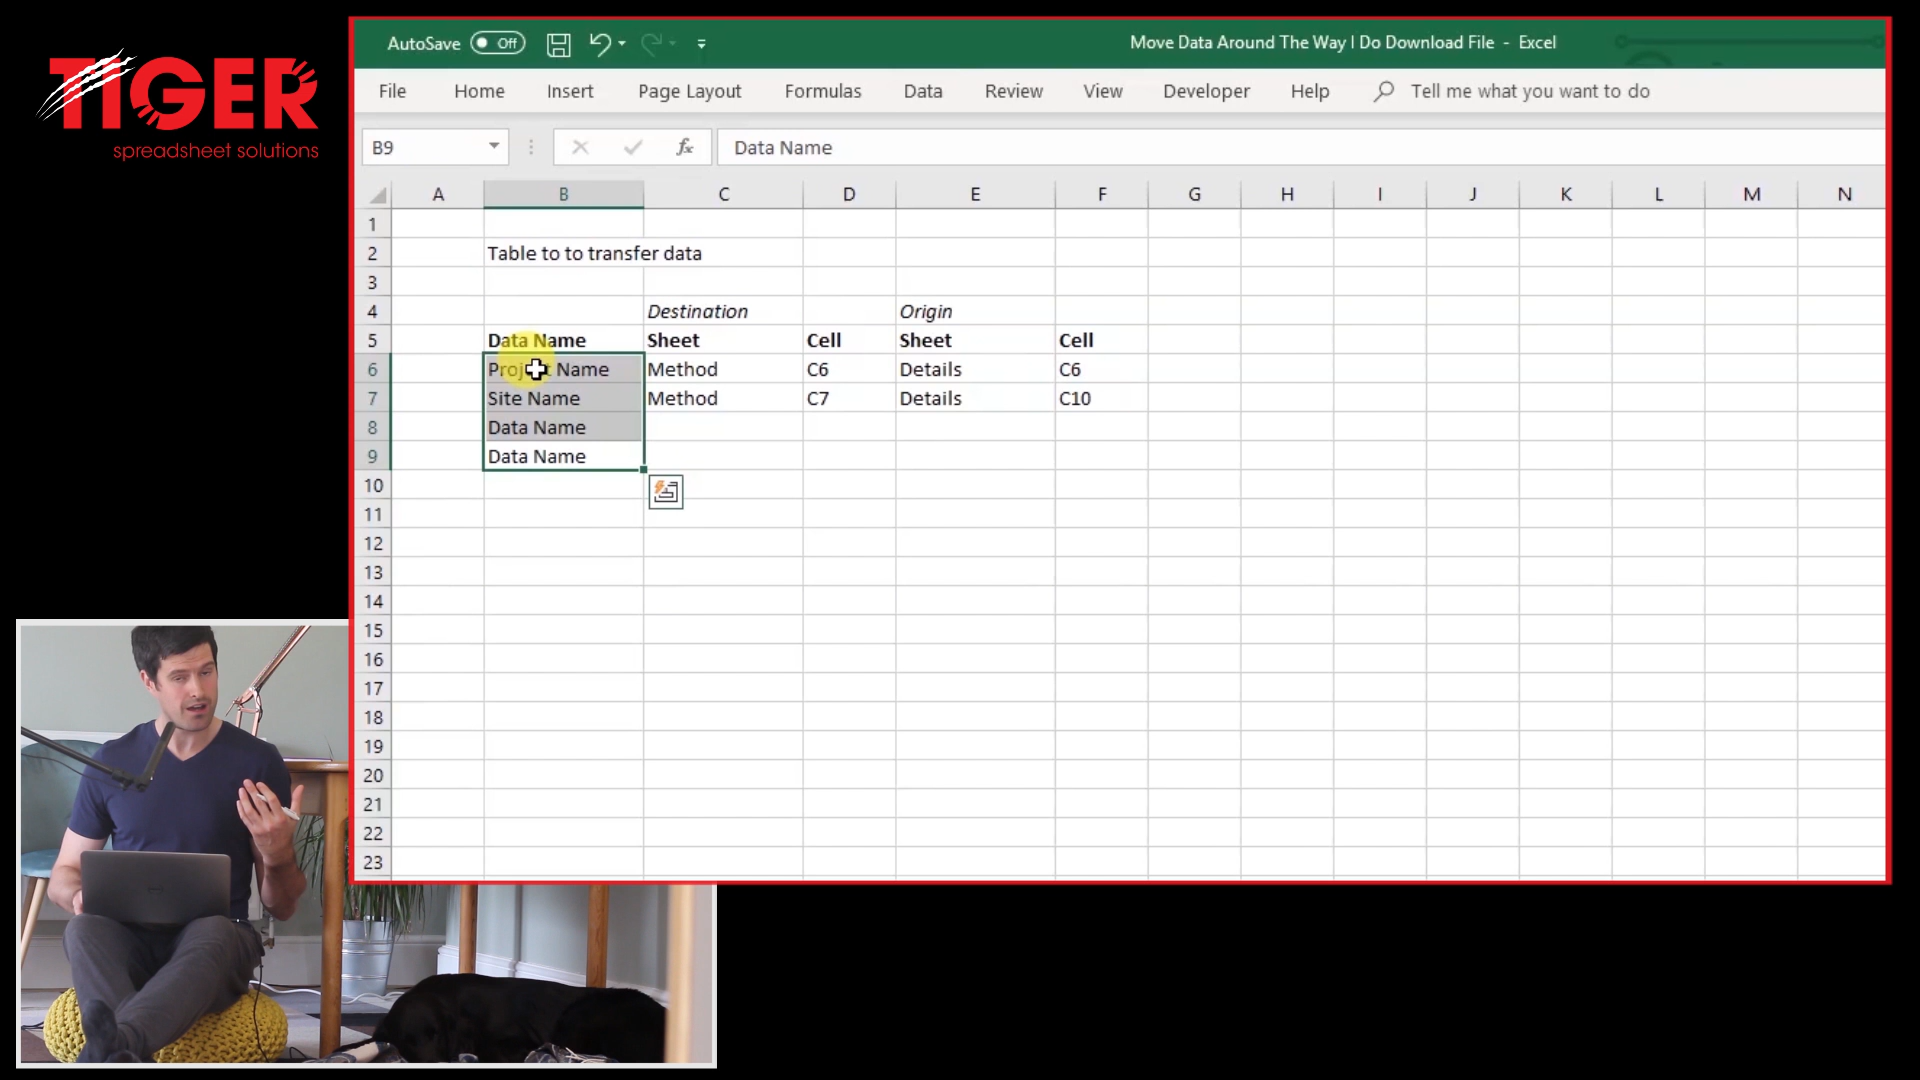 TIGER
spreadsheet solutions
AutoSave Off
Move Data Around The Way I Do Download File - Excel
File Home Insert Page Layout Formulas Data Review View Developer Help Tell me what you want to do
B9 fx Data Name
A B C D E F G H I J K L M N
1
2 Table to to transfer data
3
4 Destination Origin
5 Data Name Sheet Cell Sheet Cell
6 Project Name Method C6 Details C6
7 Site Name Method C7 Details C10
8 Data Name
9 Data Name
10
11
12
13
14
15
16
17
18
19
20
21
22
23